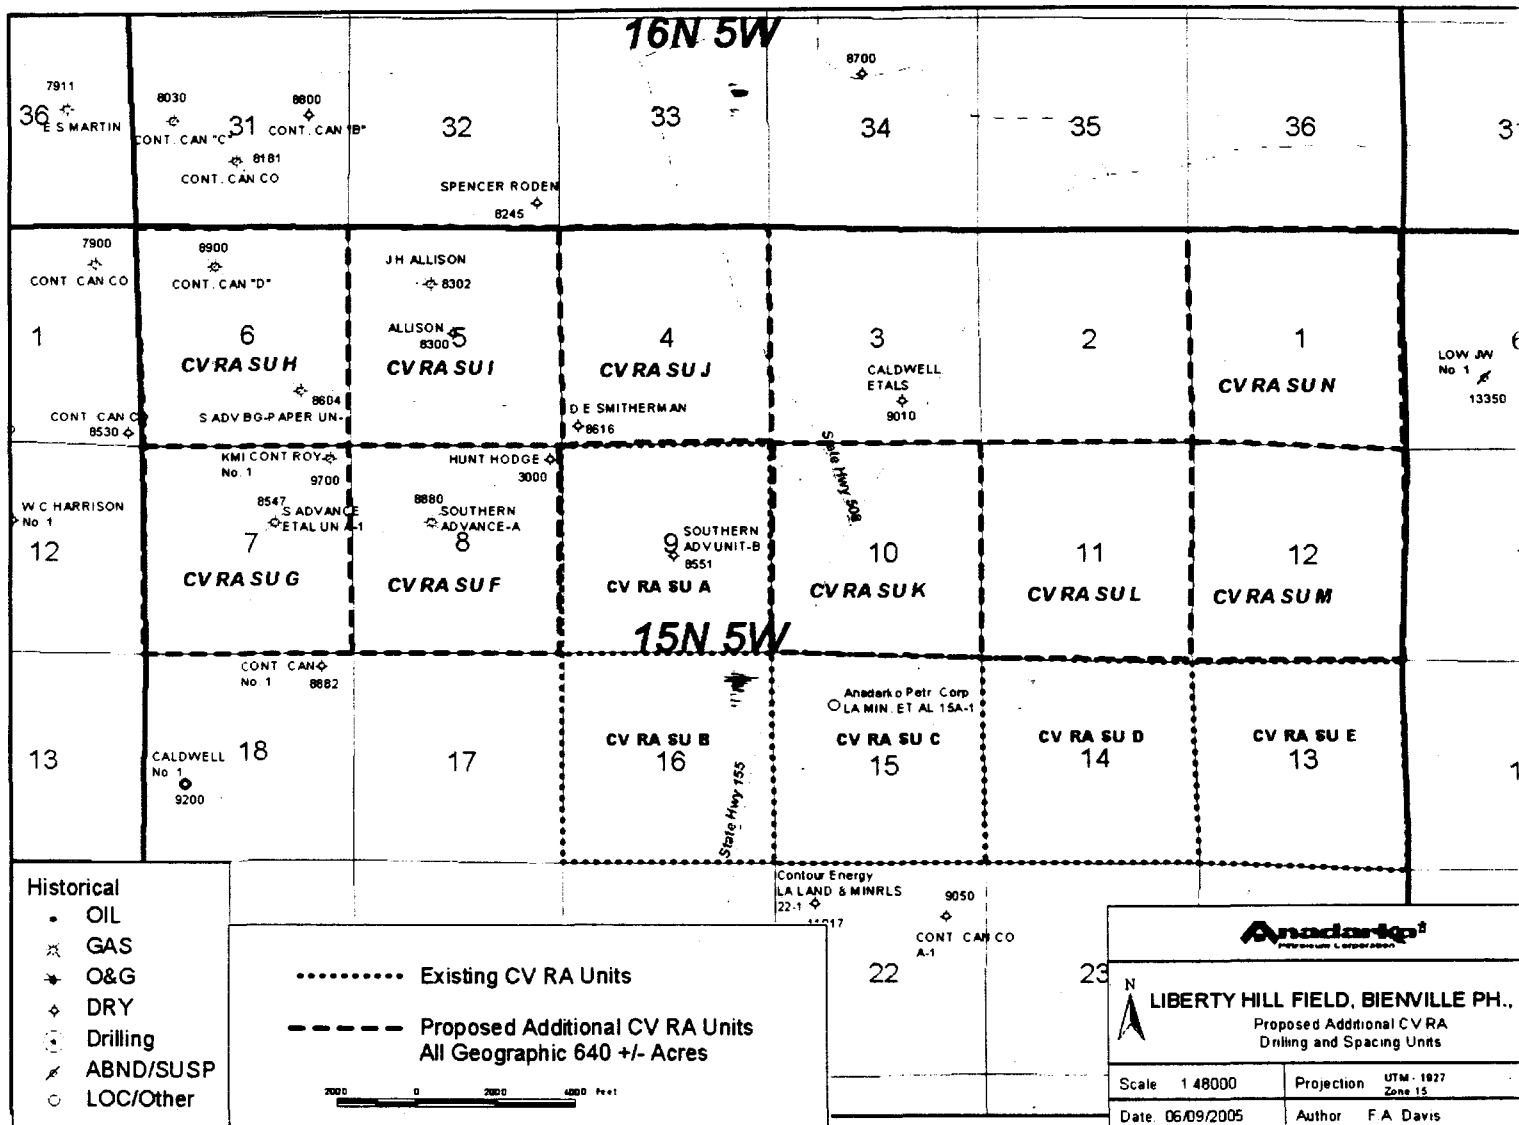 16N 5W
7911
36
E S MARTIN
8030
CONT. CAN "C"
31
8800
CONT. CAN "B"
8181
CONT. CAN CO
32
SPENCER RODEN
8245
33
8700
34
35
36
7900
CONT CAN CO
1
8900
CONT. CAN "D"
6
CV RA SU H
8604
S ADV BG-PAPER UN-
CONT CAN C
8530
JH ALLISON
8302
ALLISON
8300
5
CV RA SU I
4
CV RA SU J
D E SMITHERMAN
8616
3
CALDWELL
ETALS
9010
2
1
CV RA SU N
6
LOW JW
No 1
13350
KMI CONT ROY
No. 1
9700
W C HARRISON
No 1
12
8547
S ADVANCE
ETAL UN A-1
7
CV RA SU G
HUNT HODGE
3000
8880
SOUTHERN
ADVANCE-A
8
CV RA SU F
9
SOUTHERN
ADV UNIT-B
8551
CV RA SU A
State Hwy 508
10
CV RA SU K
11
CV RA SU L
12
CV RA SU M
15N 5W
CONT CAN
No. 1
8882
13
CALDWELL
No 1
9200
18
17
CV RA SU B
16
State Hwy 155
Anadarko Petr Corp
LA MIN. ET AL 15A-1
CV RA SU C
15
CV RA SU D
14
CV RA SU E
13
Contour Energy
LA LAND & MINRLS
22-1
9050
CONT CAN CO
A-1
22
23
Historical
OIL
GAS
O&G
DRY
Drilling
ABND/SUSP
LOC/Other
Existing CV RA Units
Proposed Additional CV RA Units
All Geographic 640 +/- Acres
2000 0 2000 4000 Feet
Anadarko
Petroleum Corporation
N
LIBERTY HILL FIELD, BIENVILLE PH.,
Proposed Additional CV RA
Drilling and Spacing Units
Scale 1 48000
Projection UTM - 1927
Zone 15
Date. 06/09/2005
Author F.A Davis